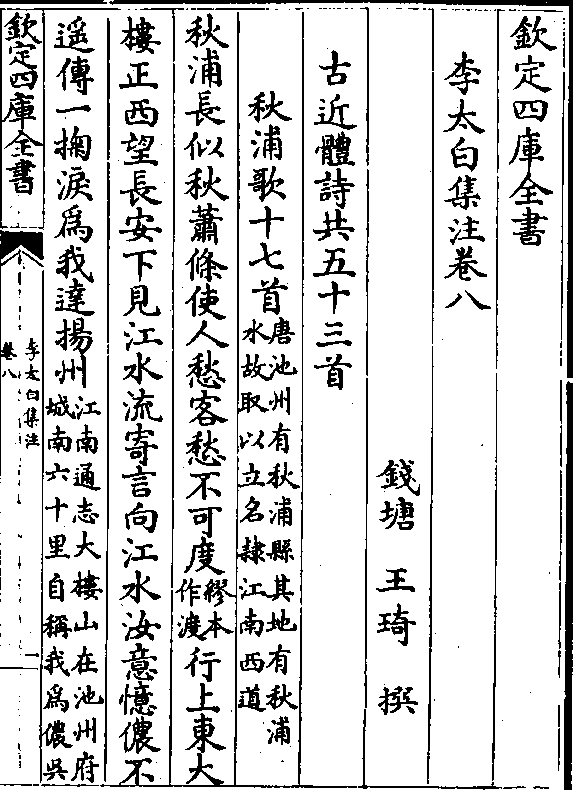 欽定四庫全書
李太白集注卷八
錢塘 王琦 撰
古近體詩共五十三首
秋浦歌十七首唐池州有秋浦縣其地有秋浦
水故取以立名隷江南西道
秋浦長似秋蕭條使人愁客愁不可度繆本
作渡行上東大
樓正西望長安下見江水流寄言向江水汝意憶儂不
遥傳一掬淚爲我達揚州江南通志大樓山在池州府
城南六十里自稱我爲儂吳
欽定四庫全書
李太白集注
卷八
一